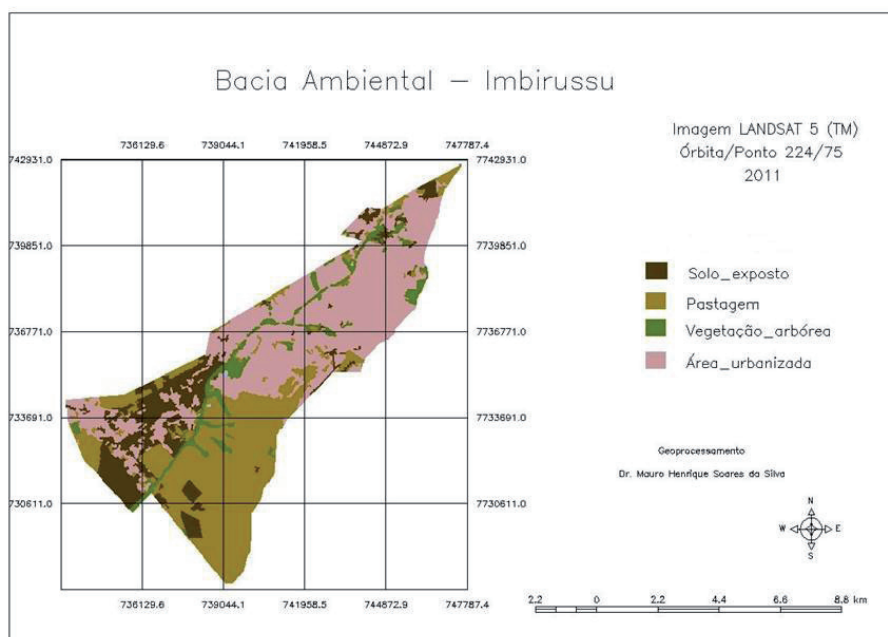 Bacia Ambiental – Imbirussu
Imagem LANDSAT 5 (TM)
Órbita/Ponto 224/75
2011
736129.6 739044.1 741958.5 744872.9 747787.4
742931.0 7742931.0
739851.0 7739851.0
736771.0 7736771.0
733691.0 7733691.0
730611.0 7730611.0
736129.6 739044.1 741958.5 744872.9 747787.4
Solo_exposto
Pastagem
Vegetação_arbórea
Área_urbanizada
Geoprocessamento
Dr. Mauro Henrique Soares da Silva
N
W E
S
2.2 0 2.2 4.4 6.6 8.8 km